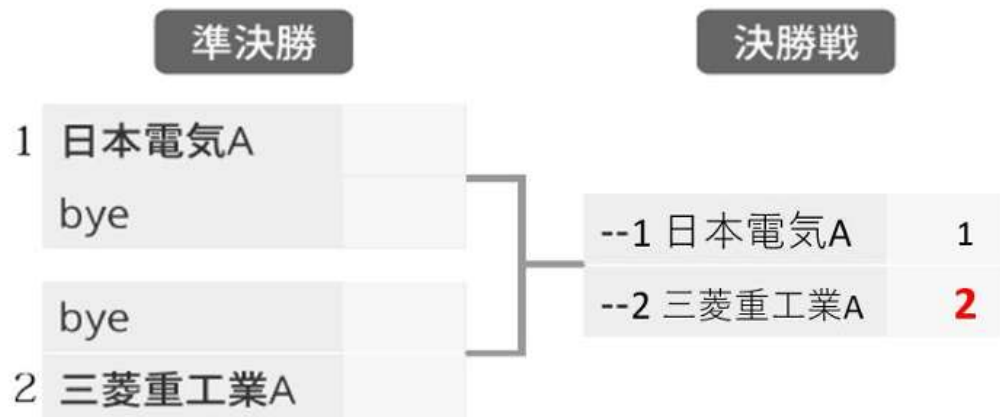 準決勝
決勝戦
1 日本電気A
bye
bye
2 三菱重工業A
--1 日本電気A 1
--2 三菱重工業A 2